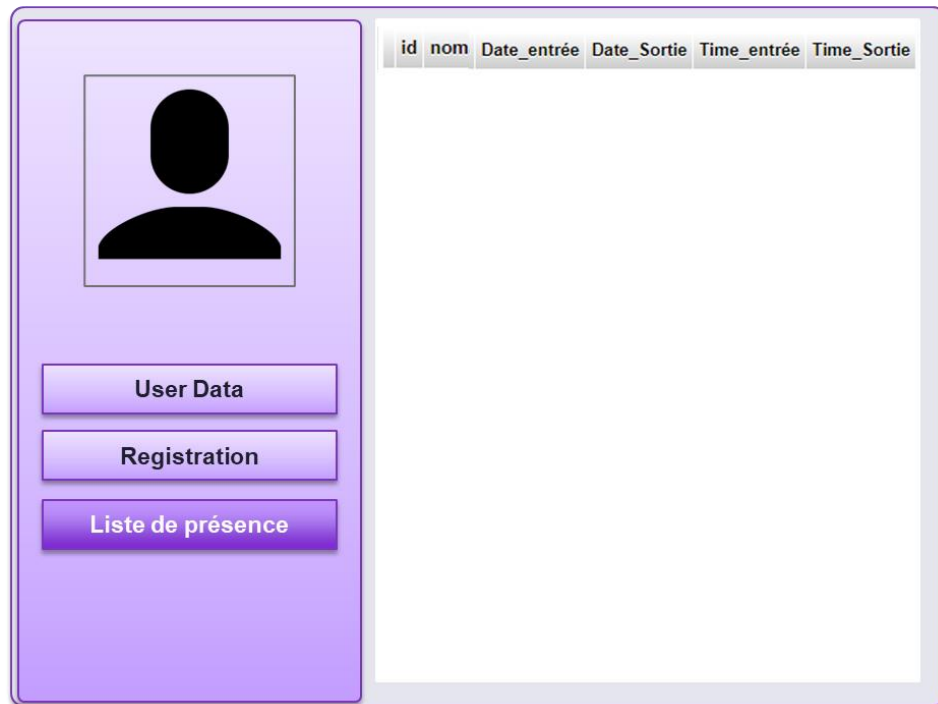 User Data
Registration
Liste de présence
id nom Date_entrée Date_Sortie Time_entrée Time_Sortie